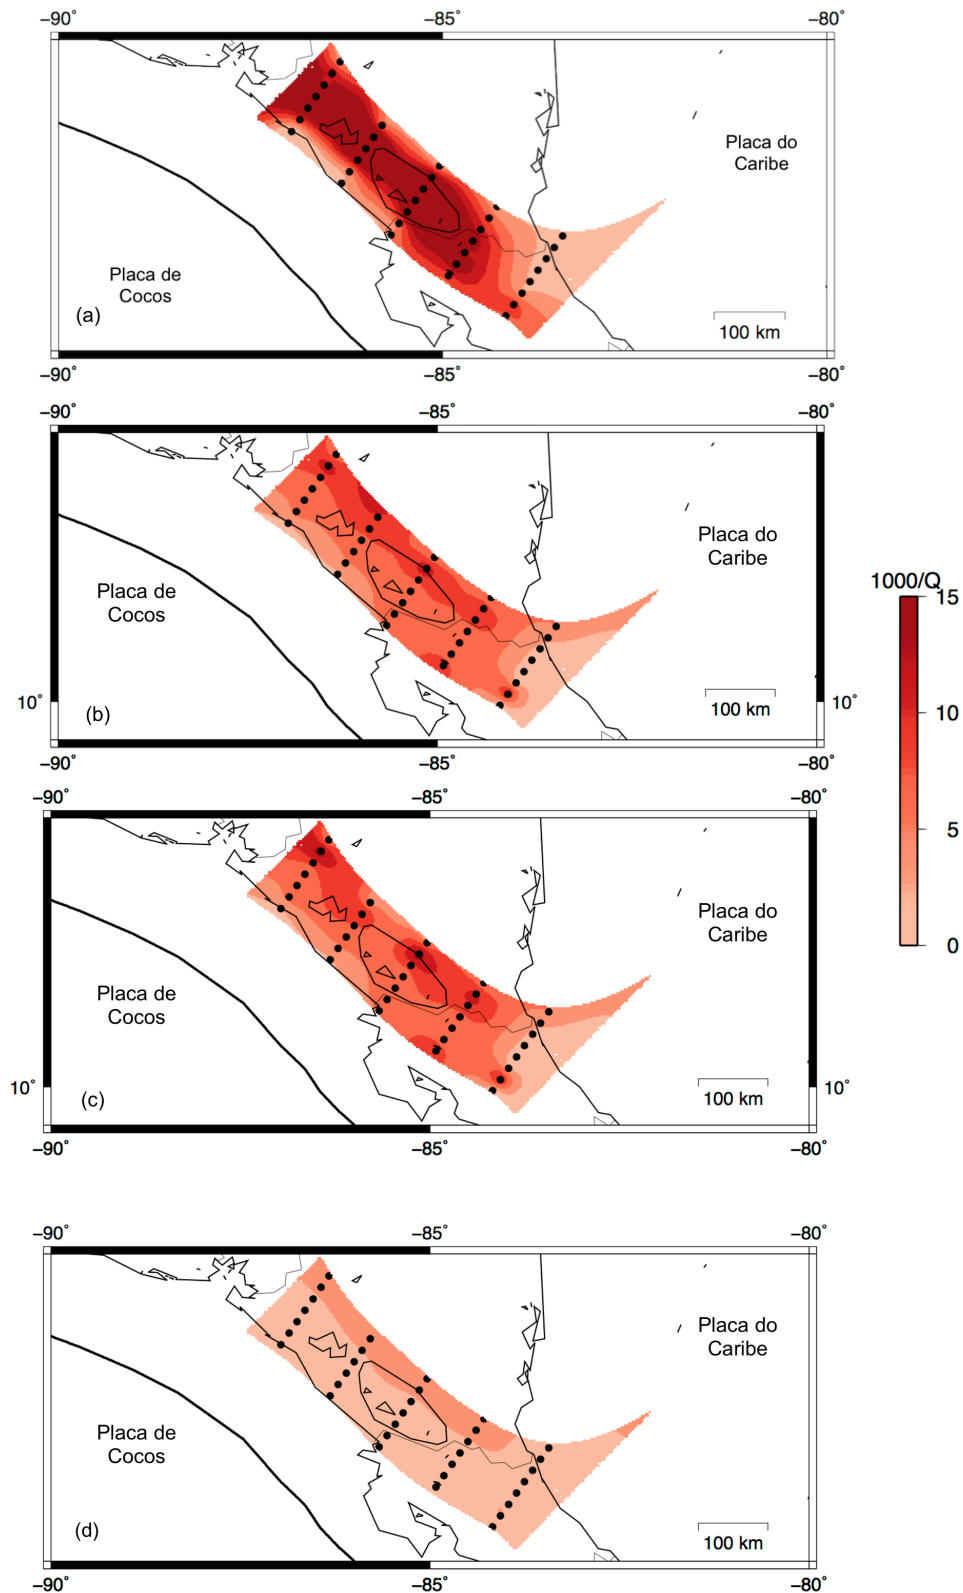 −90˚ −85˚ −80˚
Placa do
Caribe
Placa de
Cocos
(a)
100 km
−90˚ −85˚ −80˚
−90˚ −85˚ −80˚
Placa do
Caribe
Placa de
Cocos
10˚ 10˚
(b)
100 km
−90˚ −85˚ −80˚
1000/Q
15
10
5
0
−90˚ −85˚ −80˚
Placa do
Caribe
Placa de
Cocos
10˚ 10˚
(c)
100 km
−90˚ −85˚ −80˚
−90˚ −85˚ −80˚
Placa do
Caribe
Placa de
Cocos
(d)
100 km
−90˚ −85˚ −80˚